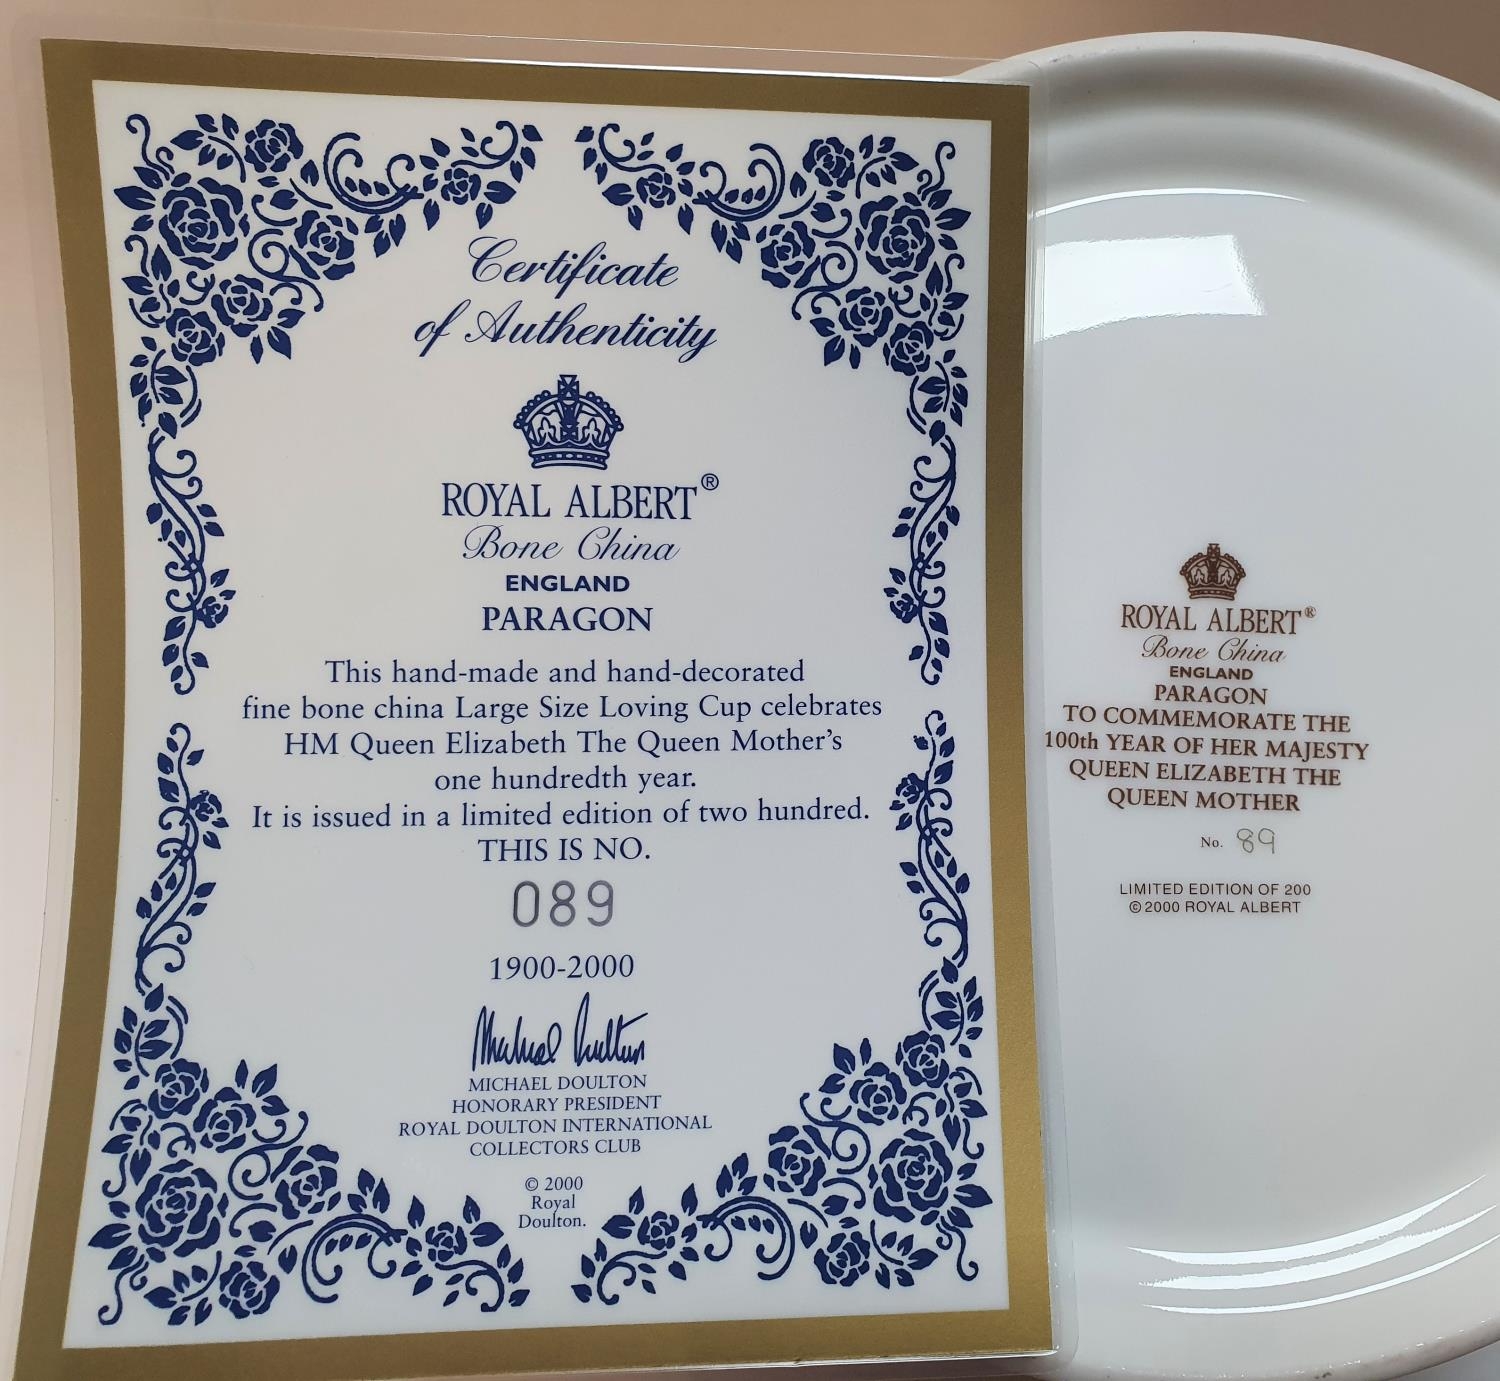 Certificate
of Authenticity
ROYAL ALBERT®
Bone China
ENGLAND
PARAGON
This hand-made and hand-decorated
fine bone china Large Size Loving Cup celebrates
HM Queen Elizabeth The Queen Mother's
one hundredth year.
It is issued in a limited edition of two hundred.
THIS IS NO.
089
1900-2000
Michael Doulton
MICHAEL DOULTON
HONORARY PRESIDENT
ROYAL DOULTON INTERNATIONAL
COLLECTORS CLUB
© 2000
Royal
Doulton.
ROYAL ALBERT®
Bone China
ENGLAND
PARAGON
TO COMMEMORATE THE
100th YEAR OF HER MAJESTY
QUEEN ELIZABETH THE
QUEEN MOTHER
No. 89
LIMITED EDITION OF 200
© 2000 ROYAL ALBERT